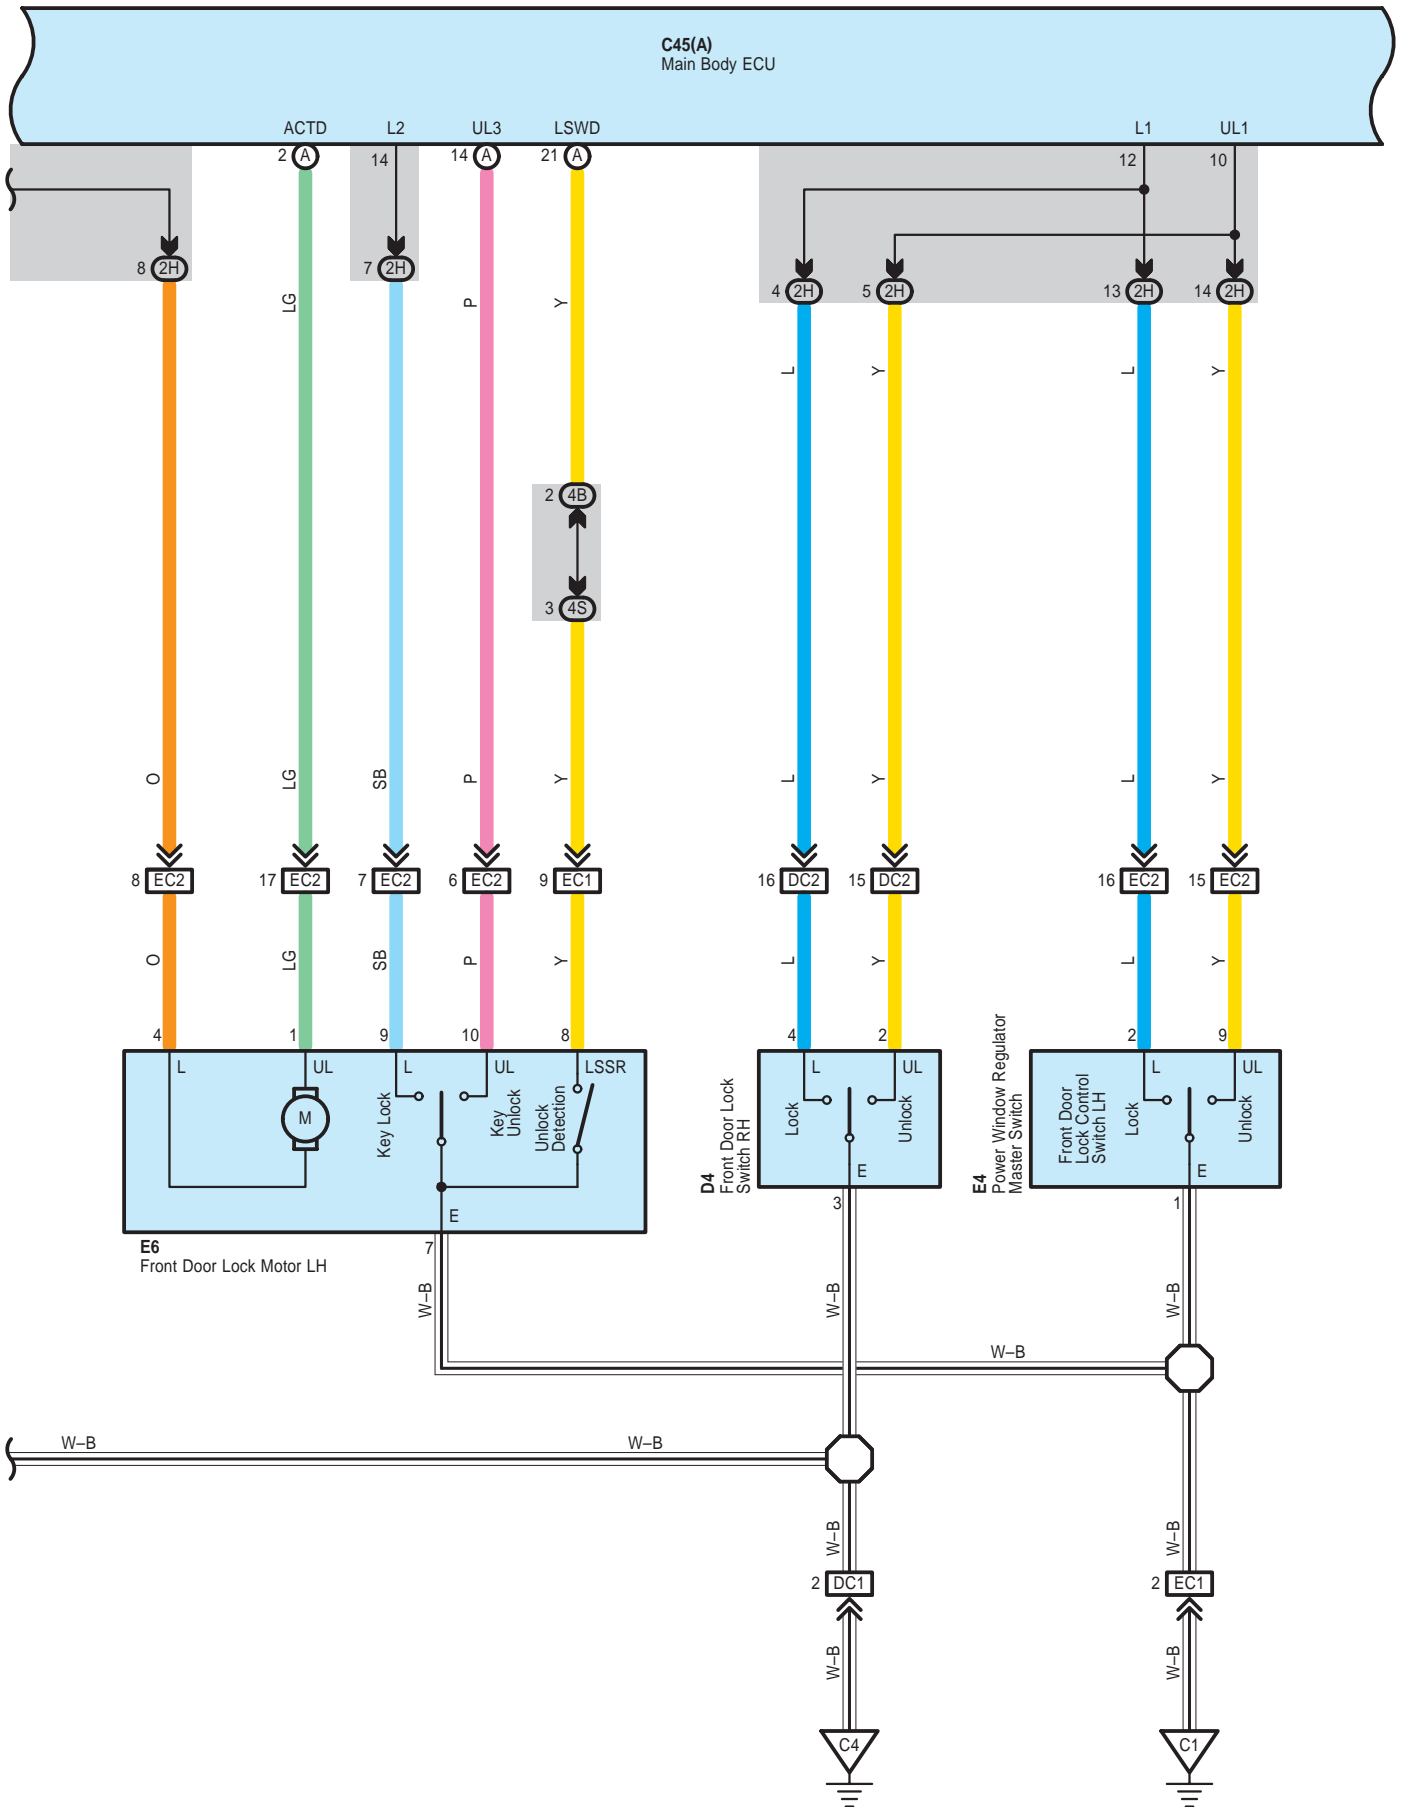 C45(A)
Main Body ECU
ACTD L2 UL3 LSWD L1 UL1
2 A 14 14 A 21 A 12 10
8 2H 7 2H
4 2H 5 2H 13 2H 14 2H
LG P Y
L Y L Y
2 4B
3 4S
O LG SB P Y L Y L Y
8 EC2 17 EC2 7 EC2 6 EC2 9 EC1 16 DC2 15 DC2 16 EC2 15 EC2
O LG SB P Y L Y L Y
4 1 9 10 8 4 2 2 9
L UL L UL LSSR L UL L UL
M
Key Lock
Key
Unlock
Unlock
Detection
E
D4
Front Door Lock
Switch RH
Lock
Unlock
E
E4
Power Window Regulator
Master Switch
Front Door
Lock Control
Switch LH
Lock
Unlock
E
E6
Front Door Lock Motor LH
7 3 1
W–B W–B W–B
W–B
W–B W–B
W–B W–B
2 DC1 2 EC1
W–B W–B
C4 C1